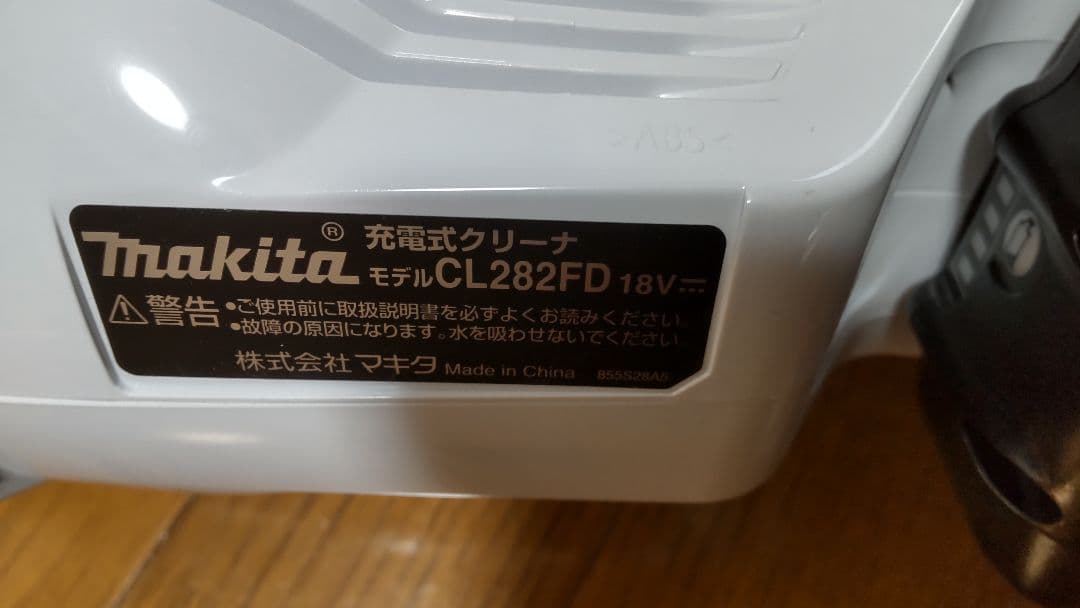 >ABS<
makita® 充電式クリーナ
モデルCL282FD 18V⎓
⚠警告 •ご使用前に取扱説明書を必ずよくお読みください。
•故障の原因になります。水を吸わせないでください。
株式会社 マキタ Made in China 855S28A5